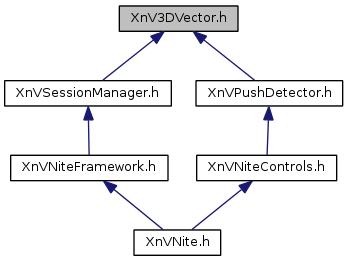 XnV3DVector.h
XnVSessionManager.h
XnVPushDetector.h
XnVNiteFramework.h
XnVNiteControls.h
XnVNite.h